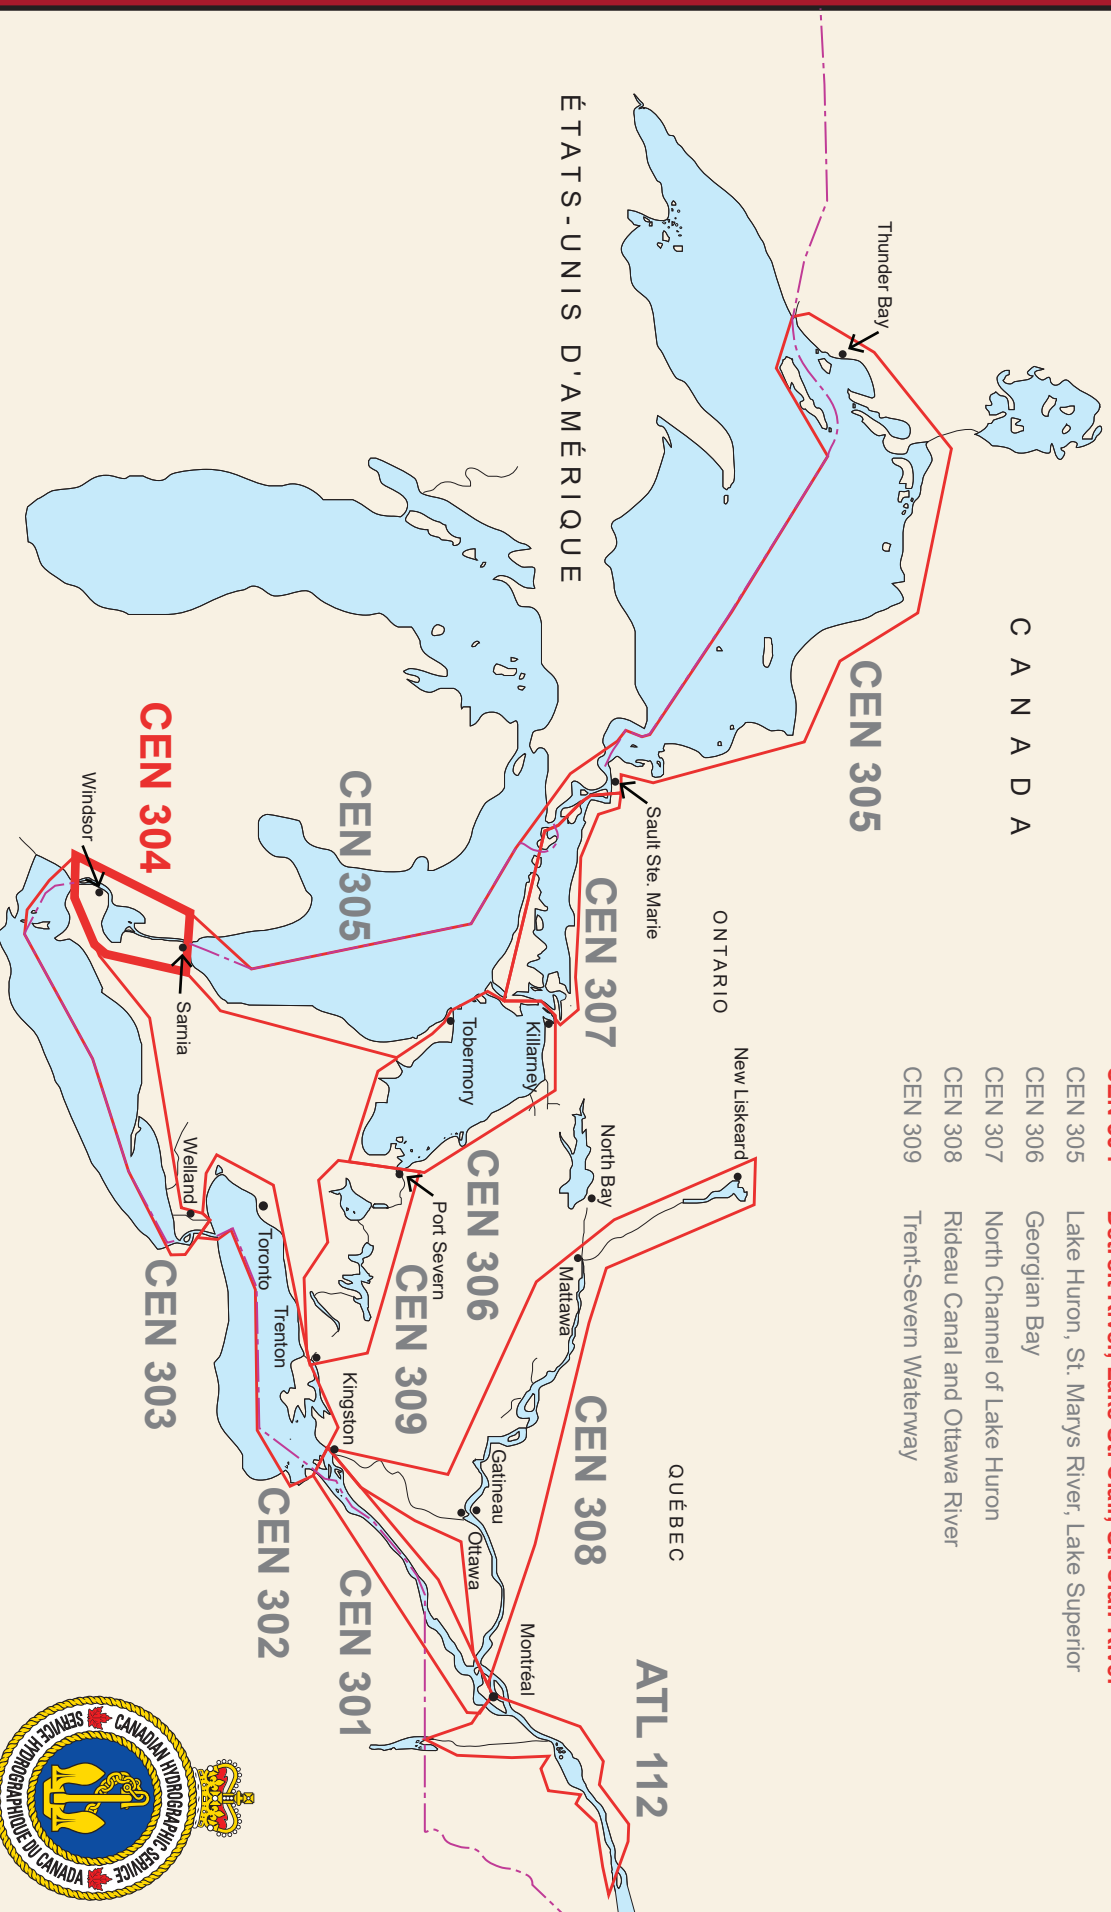 CEN 305
Lake Huron, St. Marys River, Lake Superior
CEN 306
Georgian Bay
CEN 307
North Channel of Lake Huron
CEN 308
Rideau Canal and Ottawa River
CEN 309
Trent-Severn Waterway
CANADA
Thunder Bay
CEN 305
ÉTATS-UNIS D'AMÉRIQUE
Sault Ste. Marie
ONTARIO
New Liskeard
CEN 307
Killarney
North Bay
Mattawa
QUÉBEC
CEN 308
ATL 112
Tobermory
CEN 306
Port Severn
CEN 309
Gatineau
Ottawa
Montréal
CEN 305
Kingston
CEN 301
Toronto
Trenton
CEN 302
Sarnia
Welland
CEN 303
CEN 304
Windsor
CANADIAN HYDROGRAPHIC SERVICE
SERVICE HYDROGRAPHIQUE DU CANADA